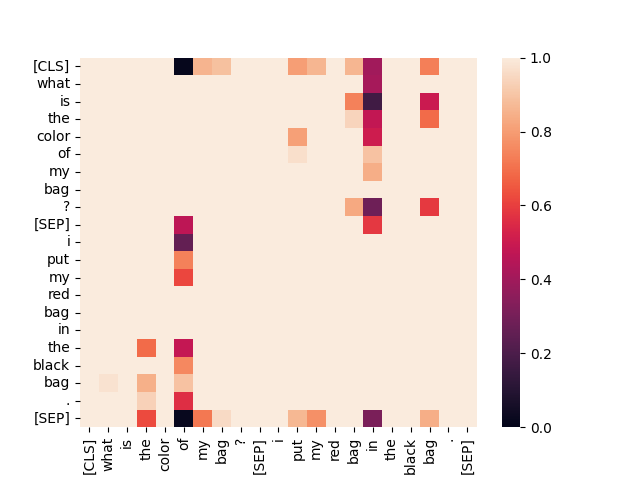 [CLS]
what
is
the
color
of
my
bag
?
[SEP]
i
put
my
red
bag
in
the
black
bag
.
[SEP]
[CLS]
what
is
the
color
of
my
bag
?
[SEP]
i
put
my
red
bag
in
the
black
bag
.
[SEP]
1.0
0.8
0.6
0.4
0.2
0.0